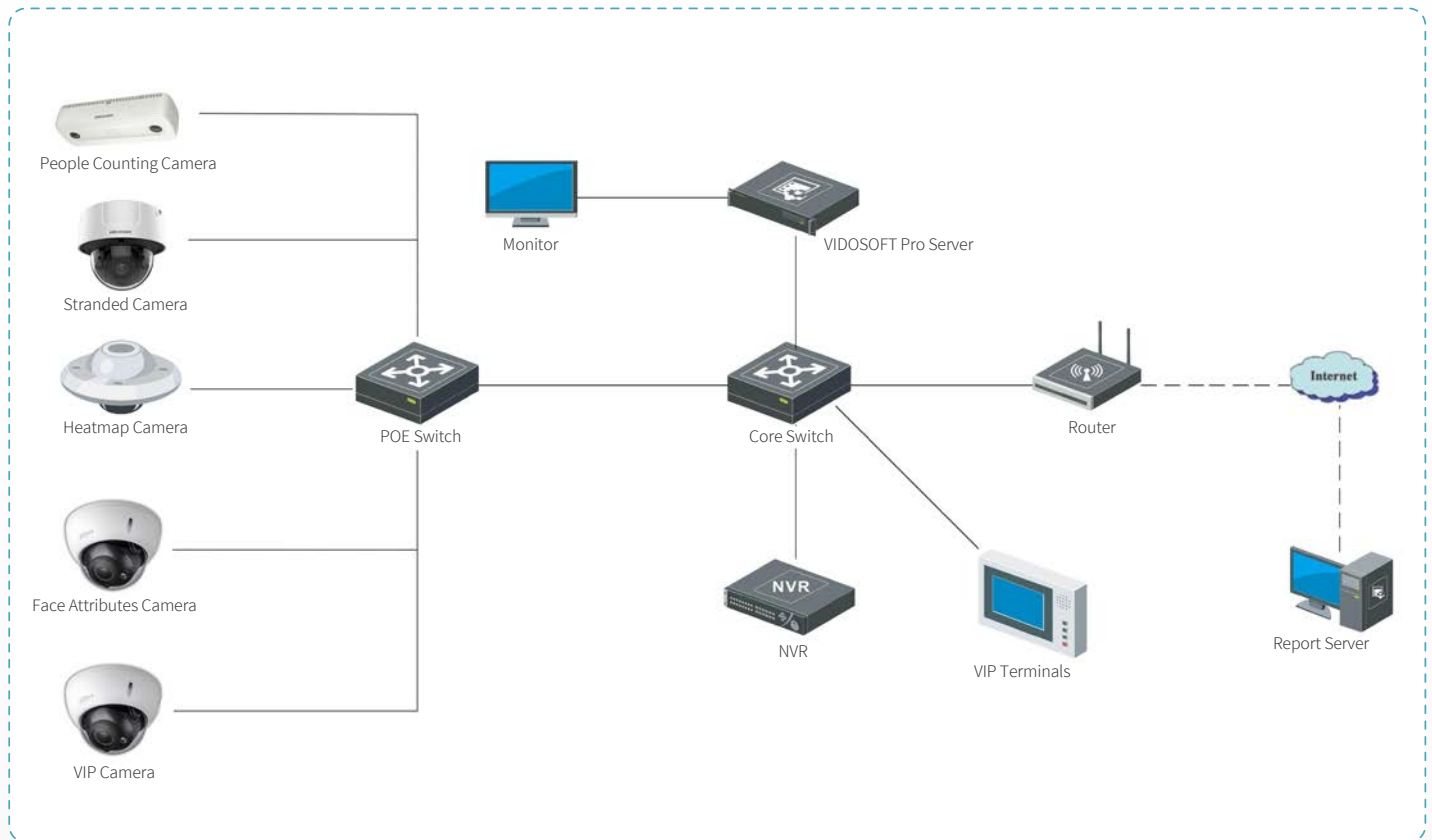 People Counting Camera
Monitor
VIDOSOFT Pro Server
Stranded Camera
Internet
Heatmap Camera
POE Switch
Core Switch
Router
NVR
Face Attributes Camera
NVR
VIP Terminals
Report Server
VIP Camera